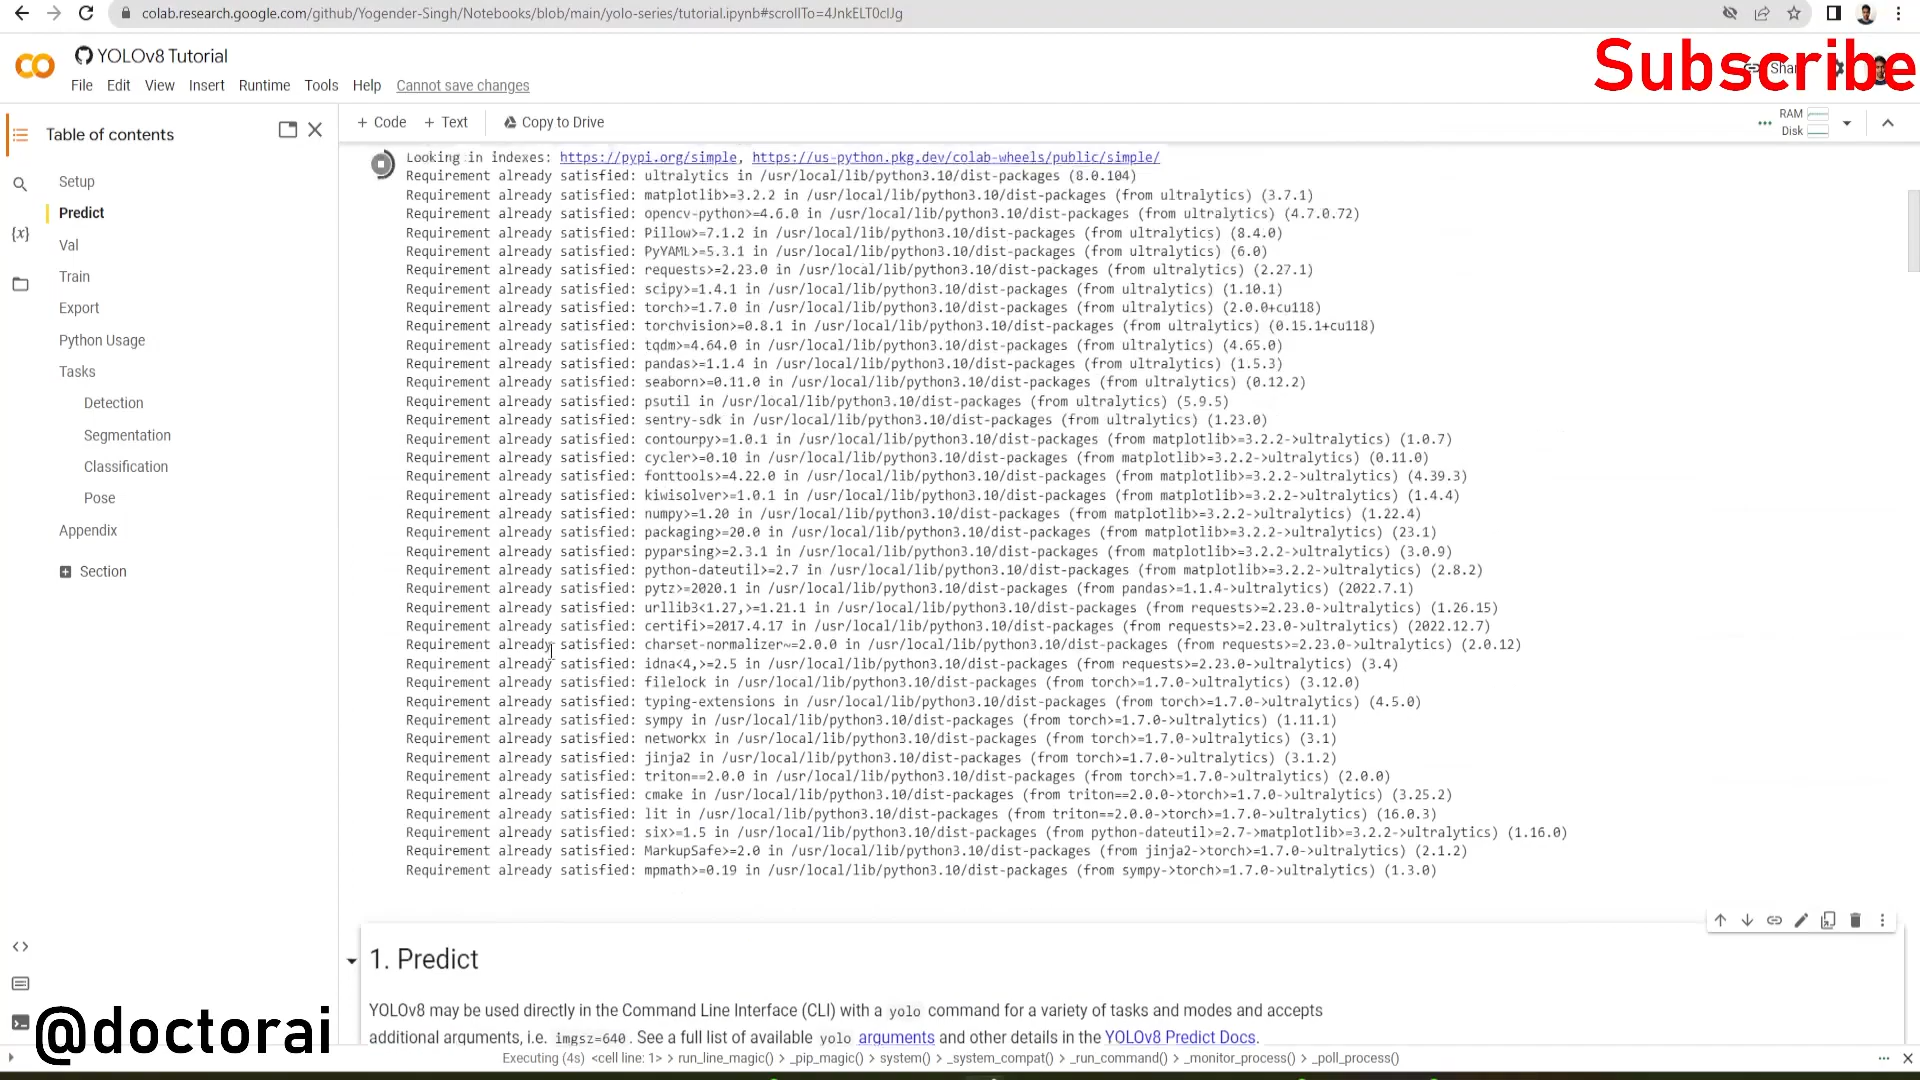 colab.research.google.com/github/Yogender-Singh/Notebooks/blob/main/yolo-series/tutorial.ipynb#scrollTo=4JnkELT0cIJg
CO
YOLOv8 Tutorial
Subscribe
Shar
File Edit View Insert Runtime Tools Help Cannot save changes
Table of contents
+ Code + Text Copy to Drive
RAM
Disk
Setup
Predict
Val
Train
Export
Python Usage
Tasks
Detection
Segmentation
Classification
Pose
Appendix
Section
Looking in indexes: https://pypi.org/simple, https://us-python.pkg.dev/colab-wheels/public/simple/
Requirement already satisfied: ultralytics in /usr/local/lib/python3.10/dist-packages (8.0.104)
Requirement already satisfied: matplotlib>=3.2.2 in /usr/local/lib/python3.10/dist-packages (from ultralytics) (3.7.1)
Requirement already satisfied: opencv-python>=4.6.0 in /usr/local/lib/python3.10/dist-packages (from ultralytics) (4.7.0.72)
Requirement already satisfied: Pillow>=7.1.2 in /usr/local/lib/python3.10/dist-packages (from ultralytics) (8.4.0)
Requirement already satisfied: PyYAML>=5.3.1 in /usr/local/lib/python3.10/dist-packages (from ultralytics) (6.0)
Requirement already satisfied: requests>=2.23.0 in /usr/local/lib/python3.10/dist-packages (from ultralytics) (2.27.1)
Requirement already satisfied: scipy>=1.4.1 in /usr/local/lib/python3.10/dist-packages (from ultralytics) (1.10.1)
Requirement already satisfied: torch>=1.7.0 in /usr/local/lib/python3.10/dist-packages (from ultralytics) (2.0.0+cu118)
Requirement already satisfied: torchvision>=0.8.1 in /usr/local/lib/python3.10/dist-packages (from ultralytics) (0.15.1+cu118)
Requirement already satisfied: tqdm>=4.64.0 in /usr/local/lib/python3.10/dist-packages (from ultralytics) (4.65.0)
Requirement already satisfied: pandas>=1.1.4 in /usr/local/lib/python3.10/dist-packages (from ultralytics) (1.5.3)
Requirement already satisfied: seaborn>=0.11.0 in /usr/local/lib/python3.10/dist-packages (from ultralytics) (0.12.2)
Requirement already satisfied: psutil in /usr/local/lib/python3.10/dist-packages (from ultralytics) (5.9.5)
Requirement already satisfied: sentry-sdk in /usr/local/lib/python3.10/dist-packages (from ultralytics) (1.23.0)
Requirement already satisfied: contourpy>=1.0.1 in /usr/local/lib/python3.10/dist-packages (from matplotlib>=3.2.2->ultralytics) (1.0.7)
Requirement already satisfied: cycler>=0.10 in /usr/local/lib/python3.10/dist-packages (from matplotlib>=3.2.2->ultralytics) (0.11.0)
Requirement already satisfied: fonttools>=4.22.0 in /usr/local/lib/python3.10/dist-packages (from matplotlib>=3.2.2->ultralytics) (4.39.3)
Requirement already satisfied: kiwisolver>=1.0.1 in /usr/local/lib/python3.10/dist-packages (from matplotlib>=3.2.2->ultralytics) (1.4.4)
Requirement already satisfied: numpy>=1.20 in /usr/local/lib/python3.10/dist-packages (from matplotlib>=3.2.2->ultralytics) (1.22.4)
Requirement already satisfied: packaging>=20.0 in /usr/local/lib/python3.10/dist-packages (from matplotlib>=3.2.2->ultralytics) (23.1)
Requirement already satisfied: pyparsing>=2.3.1 in /usr/local/lib/python3.10/dist-packages (from matplotlib>=3.2.2->ultralytics) (3.0.9)
Requirement already satisfied: python-dateutil>=2.7 in /usr/local/lib/python3.10/dist-packages (from matplotlib>=3.2.2->ultralytics) (2.8.2)
Requirement already satisfied: pytz>=2020.1 in /usr/local/lib/python3.10/dist-packages (from pandas>=1.1.4->ultralytics) (2022.7.1)
Requirement already satisfied: urllib3<1.27,>=1.21.1 in /usr/local/lib/python3.10/dist-packages (from requests>=2.23.0->ultralytics) (1.26.15)
Requirement already satisfied: certifi>=2017.4.17 in /usr/local/lib/python3.10/dist-packages (from requests>=2.23.0->ultralytics) (2022.12.7)
Requirement already satisfied: charset-normalizer~=2.0.0 in /usr/local/lib/python3.10/dist-packages (from requests>=2.23.0->ultralytics) (2.0.12)
Requirement already satisfied: idna<4,>=2.5 in /usr/local/lib/python3.10/dist-packages (from requests>=2.23.0->ultralytics) (3.4)
Requirement already satisfied: filelock in /usr/local/lib/python3.10/dist-packages (from torch>=1.7.0->ultralytics) (3.12.0)
Requirement already satisfied: typing-extensions in /usr/local/lib/python3.10/dist-packages (from torch>=1.7.0->ultralytics) (4.5.0)
Requirement already satisfied: sympy in /usr/local/lib/python3.10/dist-packages (from torch>=1.7.0->ultralytics) (1.11.1)
Requirement already satisfied: networkx in /usr/local/lib/python3.10/dist-packages (from torch>=1.7.0->ultralytics) (3.1)
Requirement already satisfied: jinja2 in /usr/local/lib/python3.10/dist-packages (from torch>=1.7.0->ultralytics) (3.1.2)
Requirement already satisfied: triton==2.0.0 in /usr/local/lib/python3.10/dist-packages (from torch>=1.7.0->ultralytics) (2.0.0)
Requirement already satisfied: cmake in /usr/local/lib/python3.10/dist-packages (from triton==2.0.0->torch>=1.7.0->ultralytics) (3.25.2)
Requirement already satisfied: lit in /usr/local/lib/python3.10/dist-packages (from triton==2.0.0->torch>=1.7.0->ultralytics) (16.0.3)
Requirement already satisfied: six>=1.5 in /usr/local/lib/python3.10/dist-packages (from python-dateutil>=2.7->matplotlib>=3.2.2->ultralytics) (1.16.0)
Requirement already satisfied: MarkupSafe>=2.0 in /usr/local/lib/python3.10/dist-packages (from jinja2->torch>=1.7.0->ultralytics) (2.1.2)
Requirement already satisfied: mpmath>=0.19 in /usr/local/lib/python3.10/dist-packages (from sympy->torch>=1.7.0->ultralytics) (1.3.0)
1. Predict
YOLOv8 may be used directly in the Command Line Interface (CLI) with a yolo command for a variety of tasks and modes and accepts
additional arguments, i.e. imgsz=640. See a full list of available yolo arguments and other details in the YOLOv8 Predict Docs.
@doctorai
Executing (4s) <cell line: 1> > run_line_magic() > _pip_magic() > system() > _system_compat() > _run_command() > _monitor_process() > _poll_process()